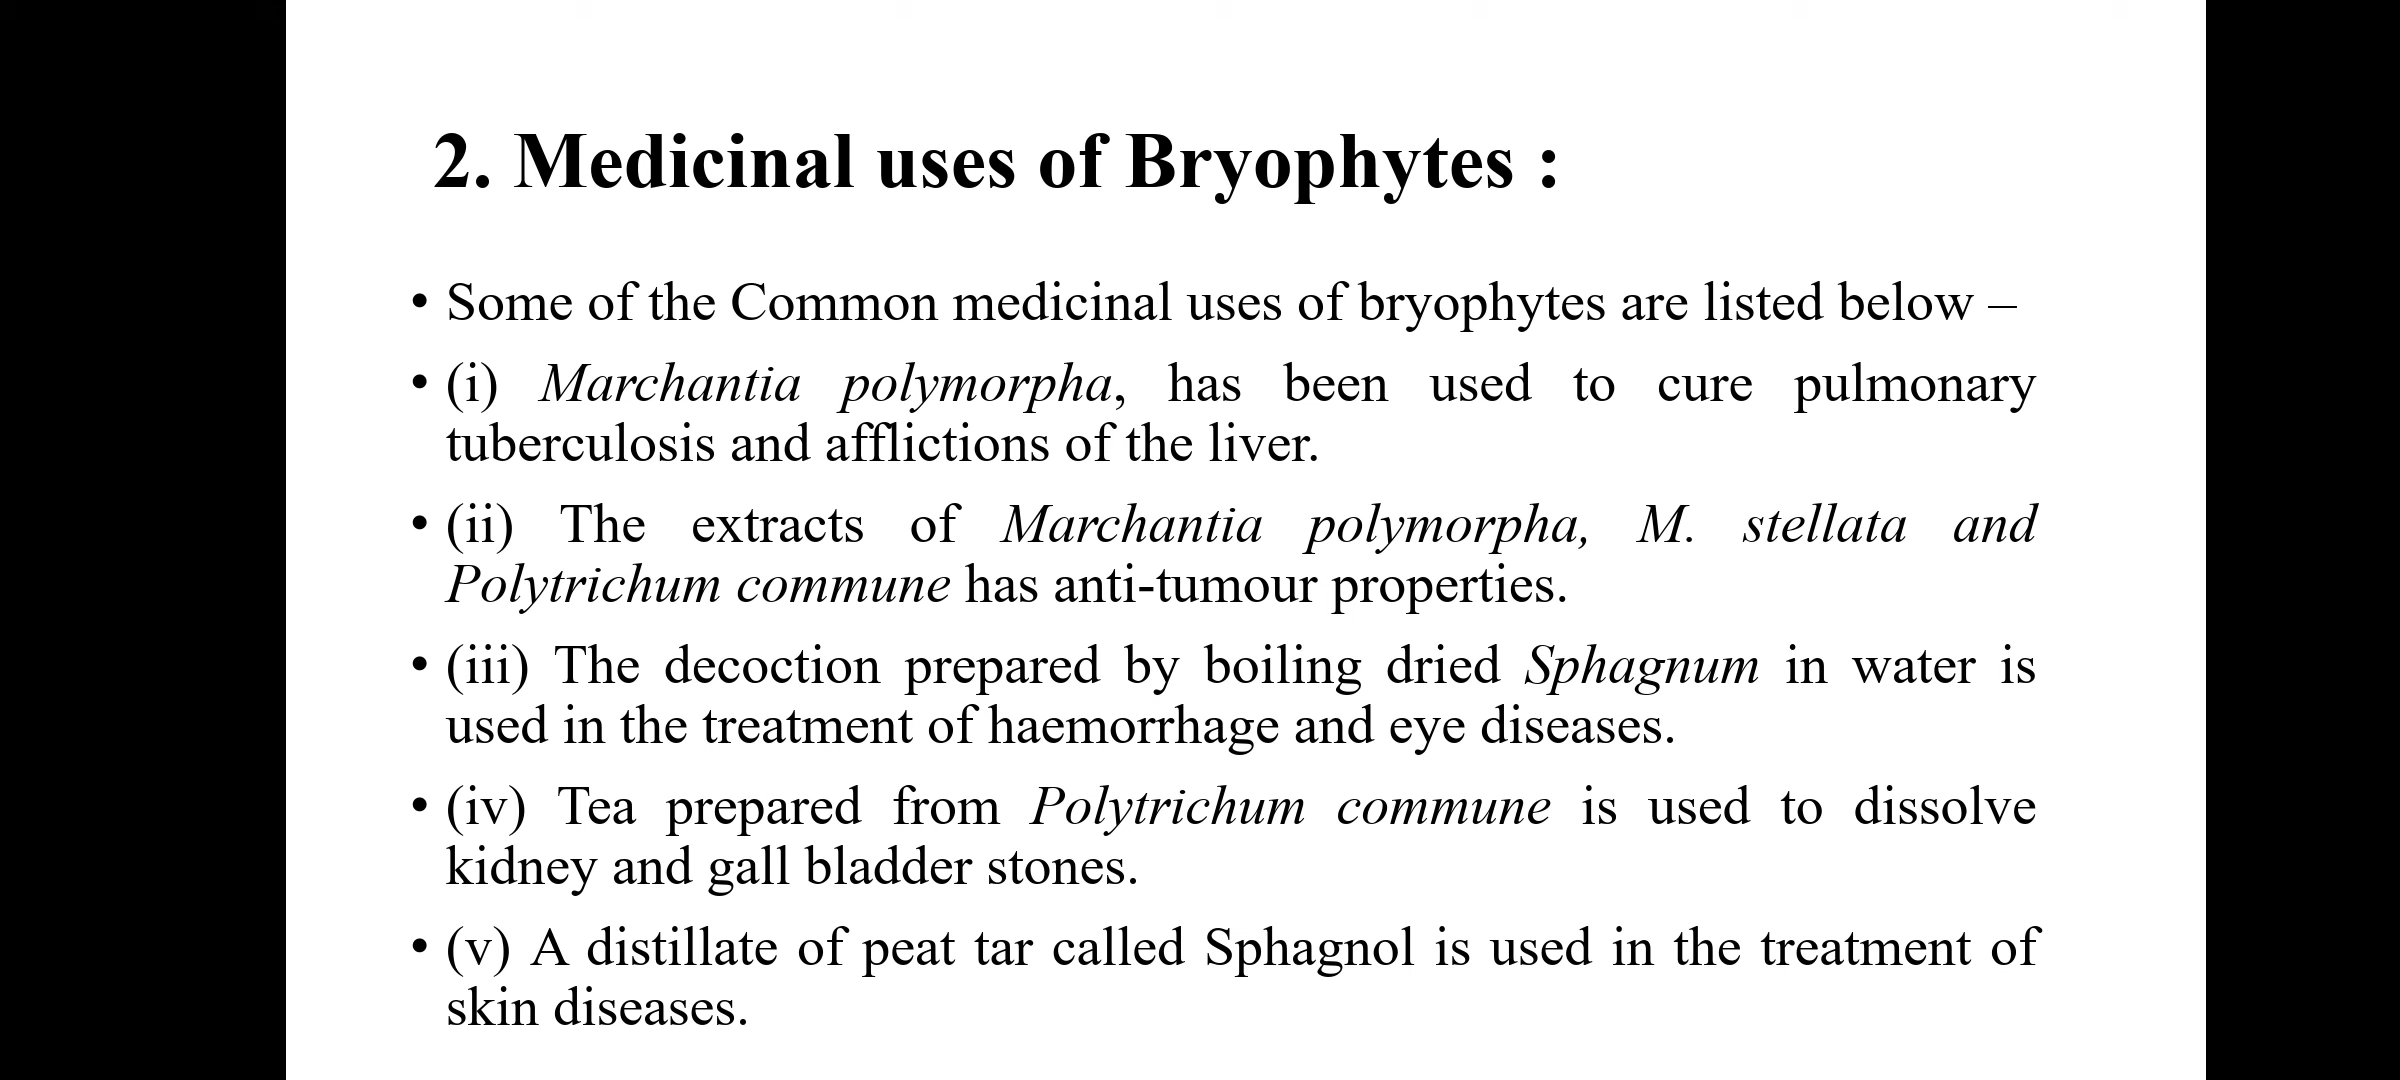 2. Medicinal uses of Bryophytes :
• Some of the Common medicinal uses of bryophytes are listed below –
• (i) Marchantia polymorpha, has been used to cure pulmonary
tuberculosis and afflictions of the liver.
• (ii) The extracts of Marchantia polymorpha, M. stellata and
Polytrichum commune has anti-tumour properties.
• (iii) The decoction prepared by boiling dried Sphagnum in water is
used in the treatment of haemorrhage and eye diseases.
• (iv) Tea prepared from Polytrichum commune is used to dissolve
kidney and gall bladder stones.
• (v) A distillate of peat tar called Sphagnol is used in the treatment of
skin diseases.